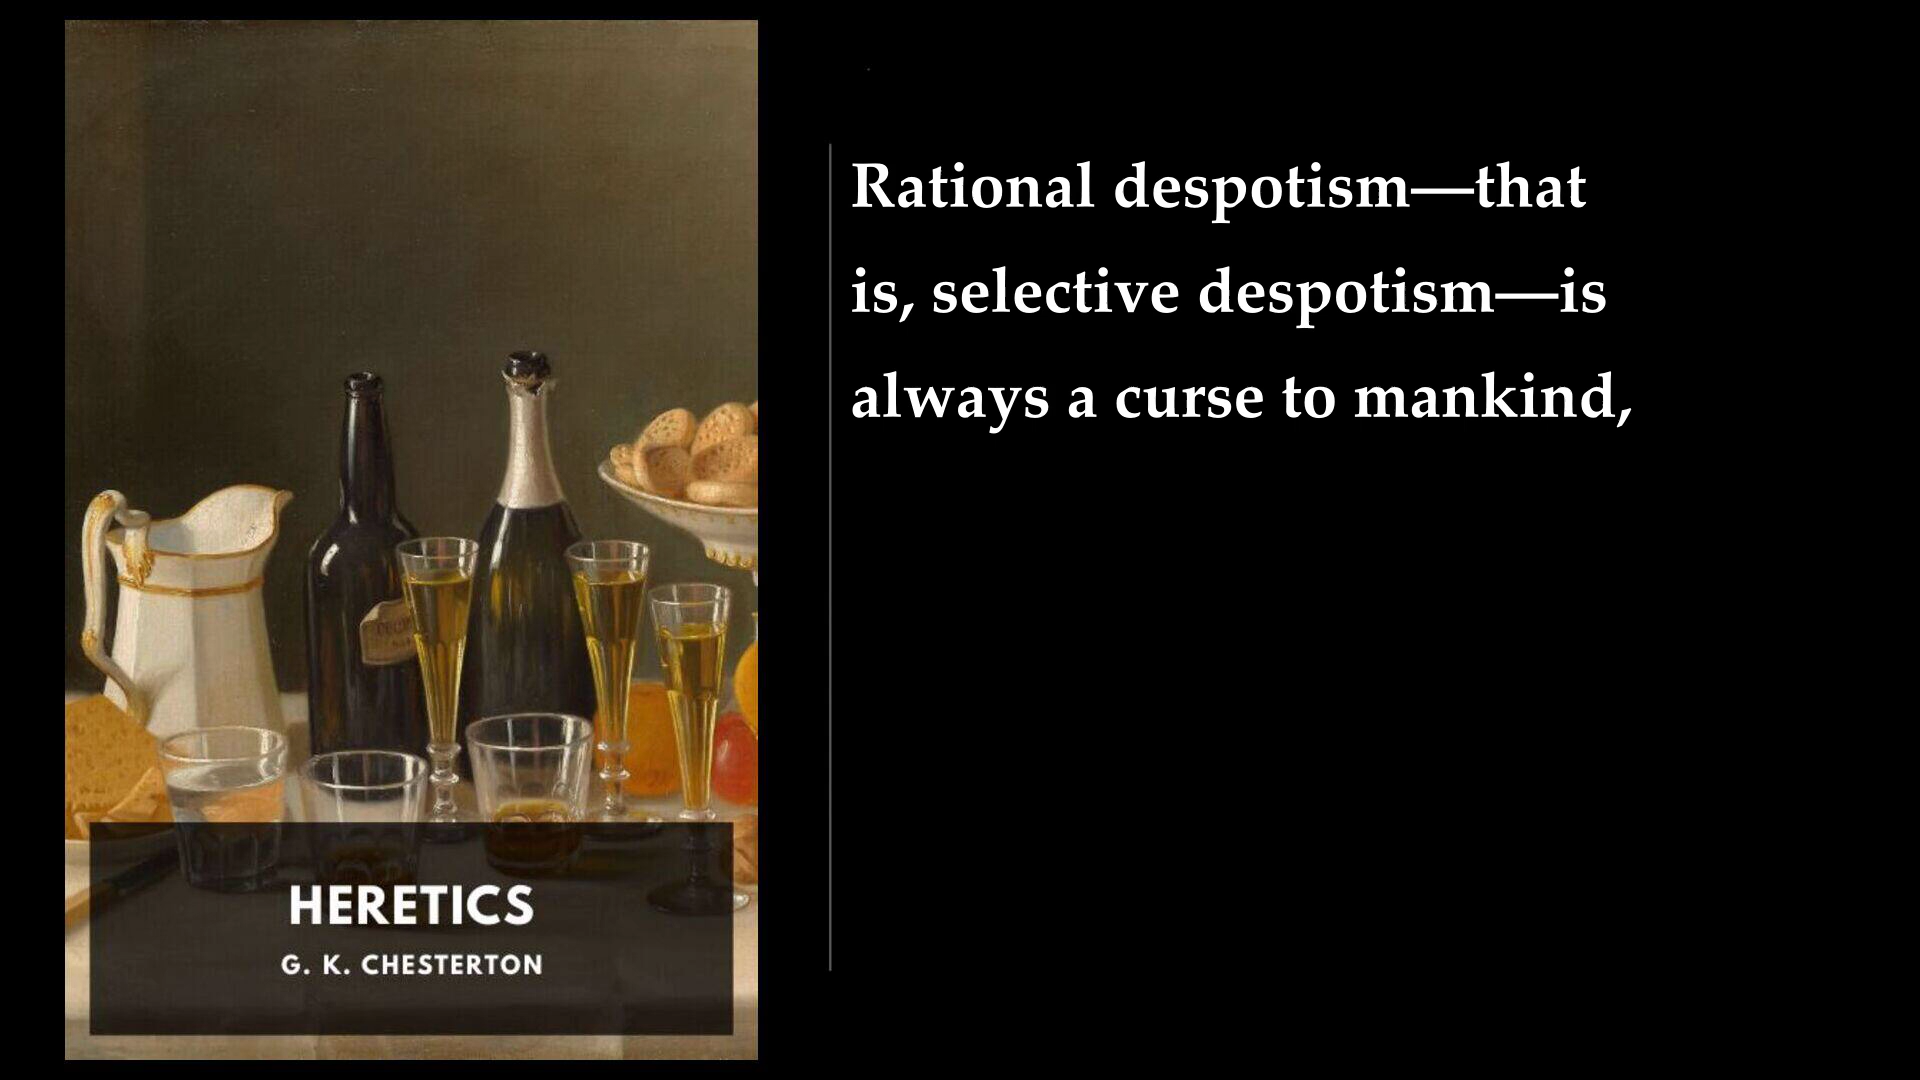 HERETICS
G. K. CHESTERTON
Rational despotism—that
is, selective despotism—is
always a curse to mankind,